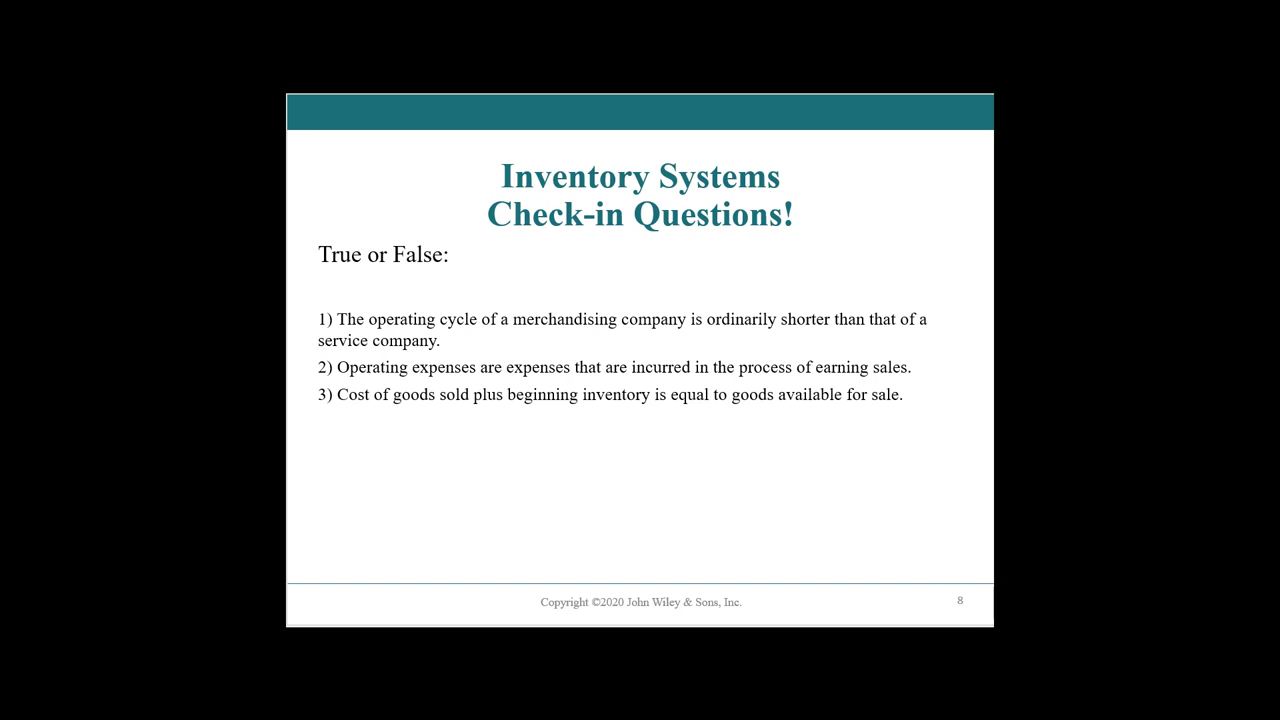 Inventory Systems
Check-in Questions!
True or False:
1) The operating cycle of a merchandising company is ordinarily shorter than that of a
service company.
2) Operating expenses are expenses that are incurred in the process of earning sales.
3) Cost of goods sold plus beginning inventory is equal to goods available for sale.
Copyright ©2020 John Wiley & Sons, Inc.
8